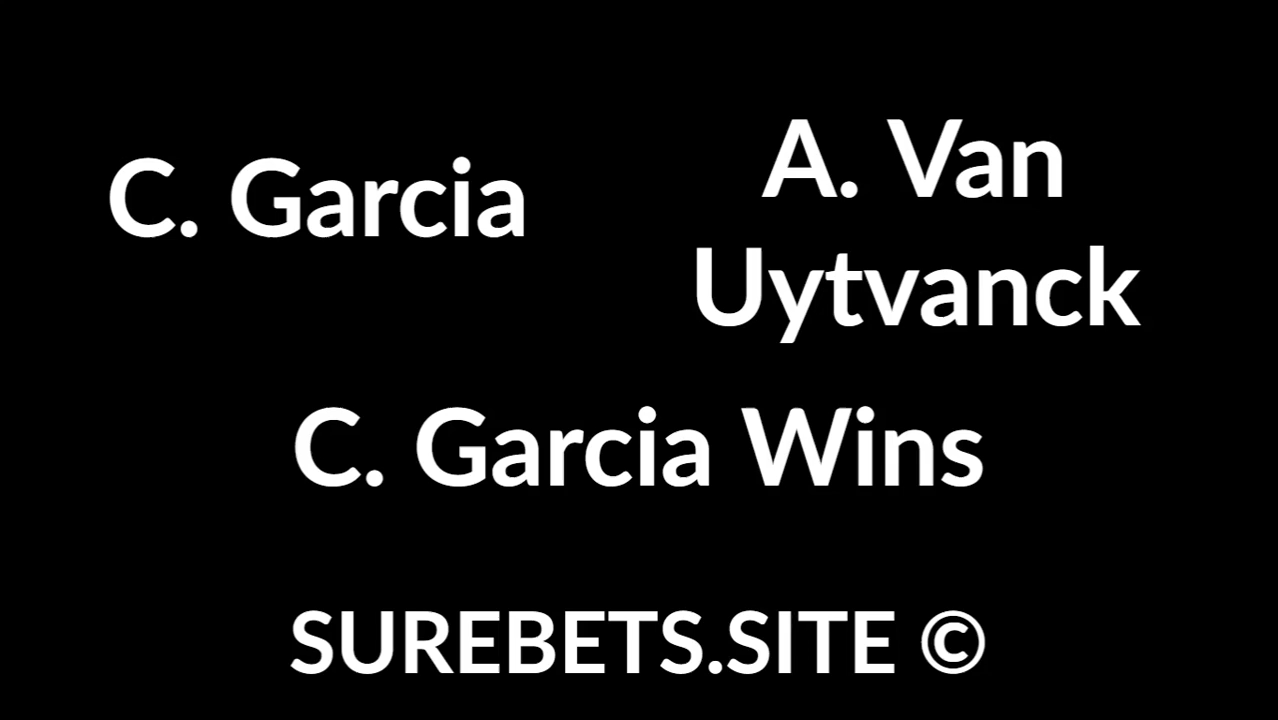 C. Garcia
A. Van
Uytvanck
C. Garcia Wins
SUREBETS.SITE ©